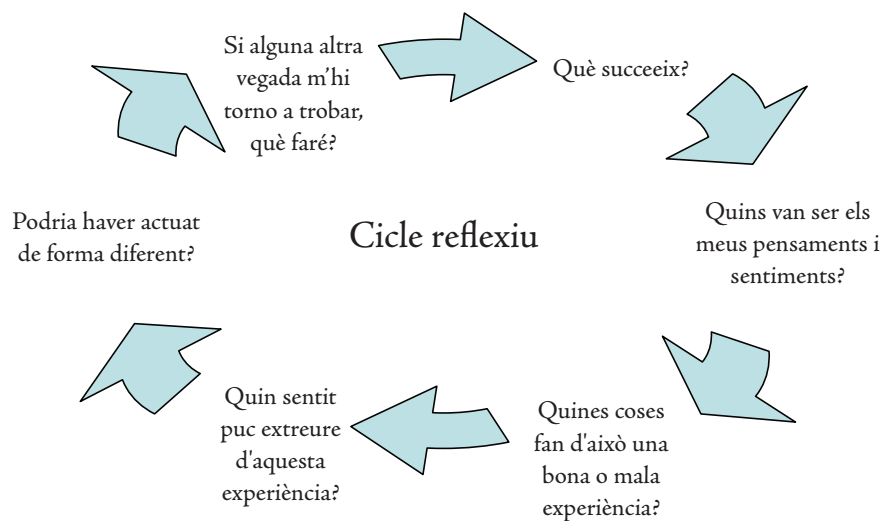 Si alguna altra
vegada m’hi
torno a trobar,
què faré?
Què succeeix?
Quins van ser els
meus pensaments i
sentiments?
Quines coses
fan d'això una
bona o mala
experiència?
Quin sentit
puc extreure
d'aquesta
experiència?
Podria haver actuat
de forma diferent?
Cicle reflexiu